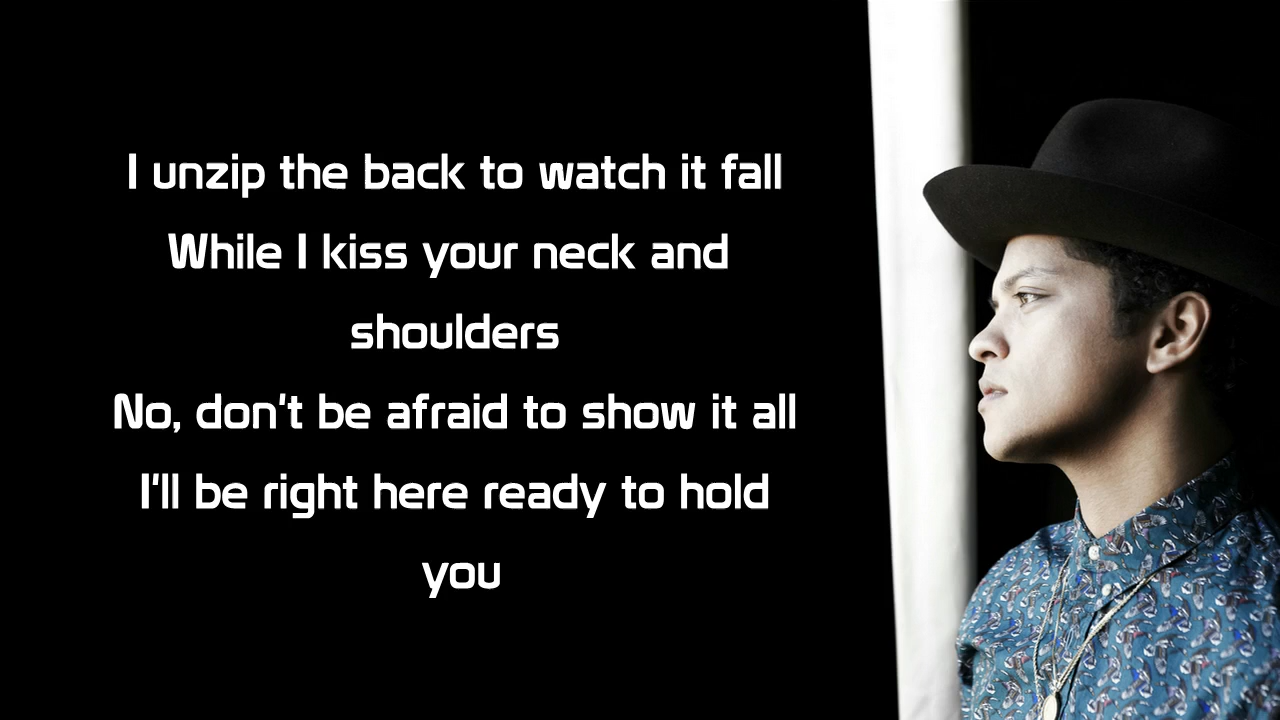 I unzip the back to watch it fall
While I kiss your neck and
shoulders
No, don't be afraid to show it all
I'll be right here ready to hold
you